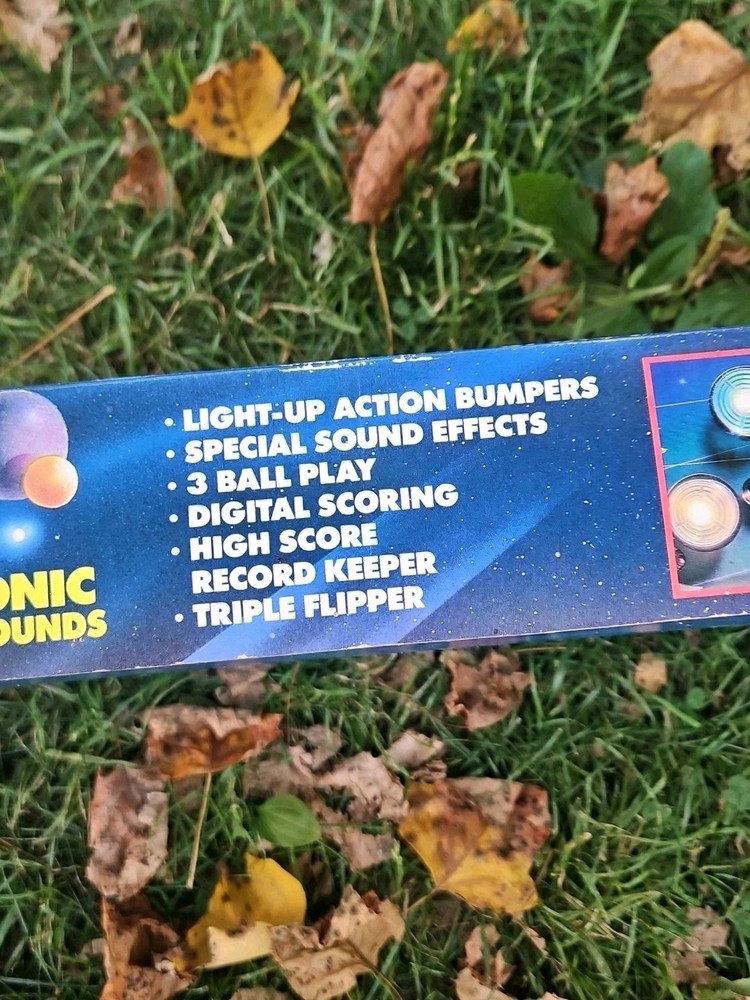 • LIGHT-UP ACTION BUMPERS
• SPECIAL SOUND EFFECTS
• 3 BALL PLAY
• DIGITAL SCORING
• HIGH SCORE
RECORD KEEPER
• TRIPLE FLIPPER
ONIC
OUNDS